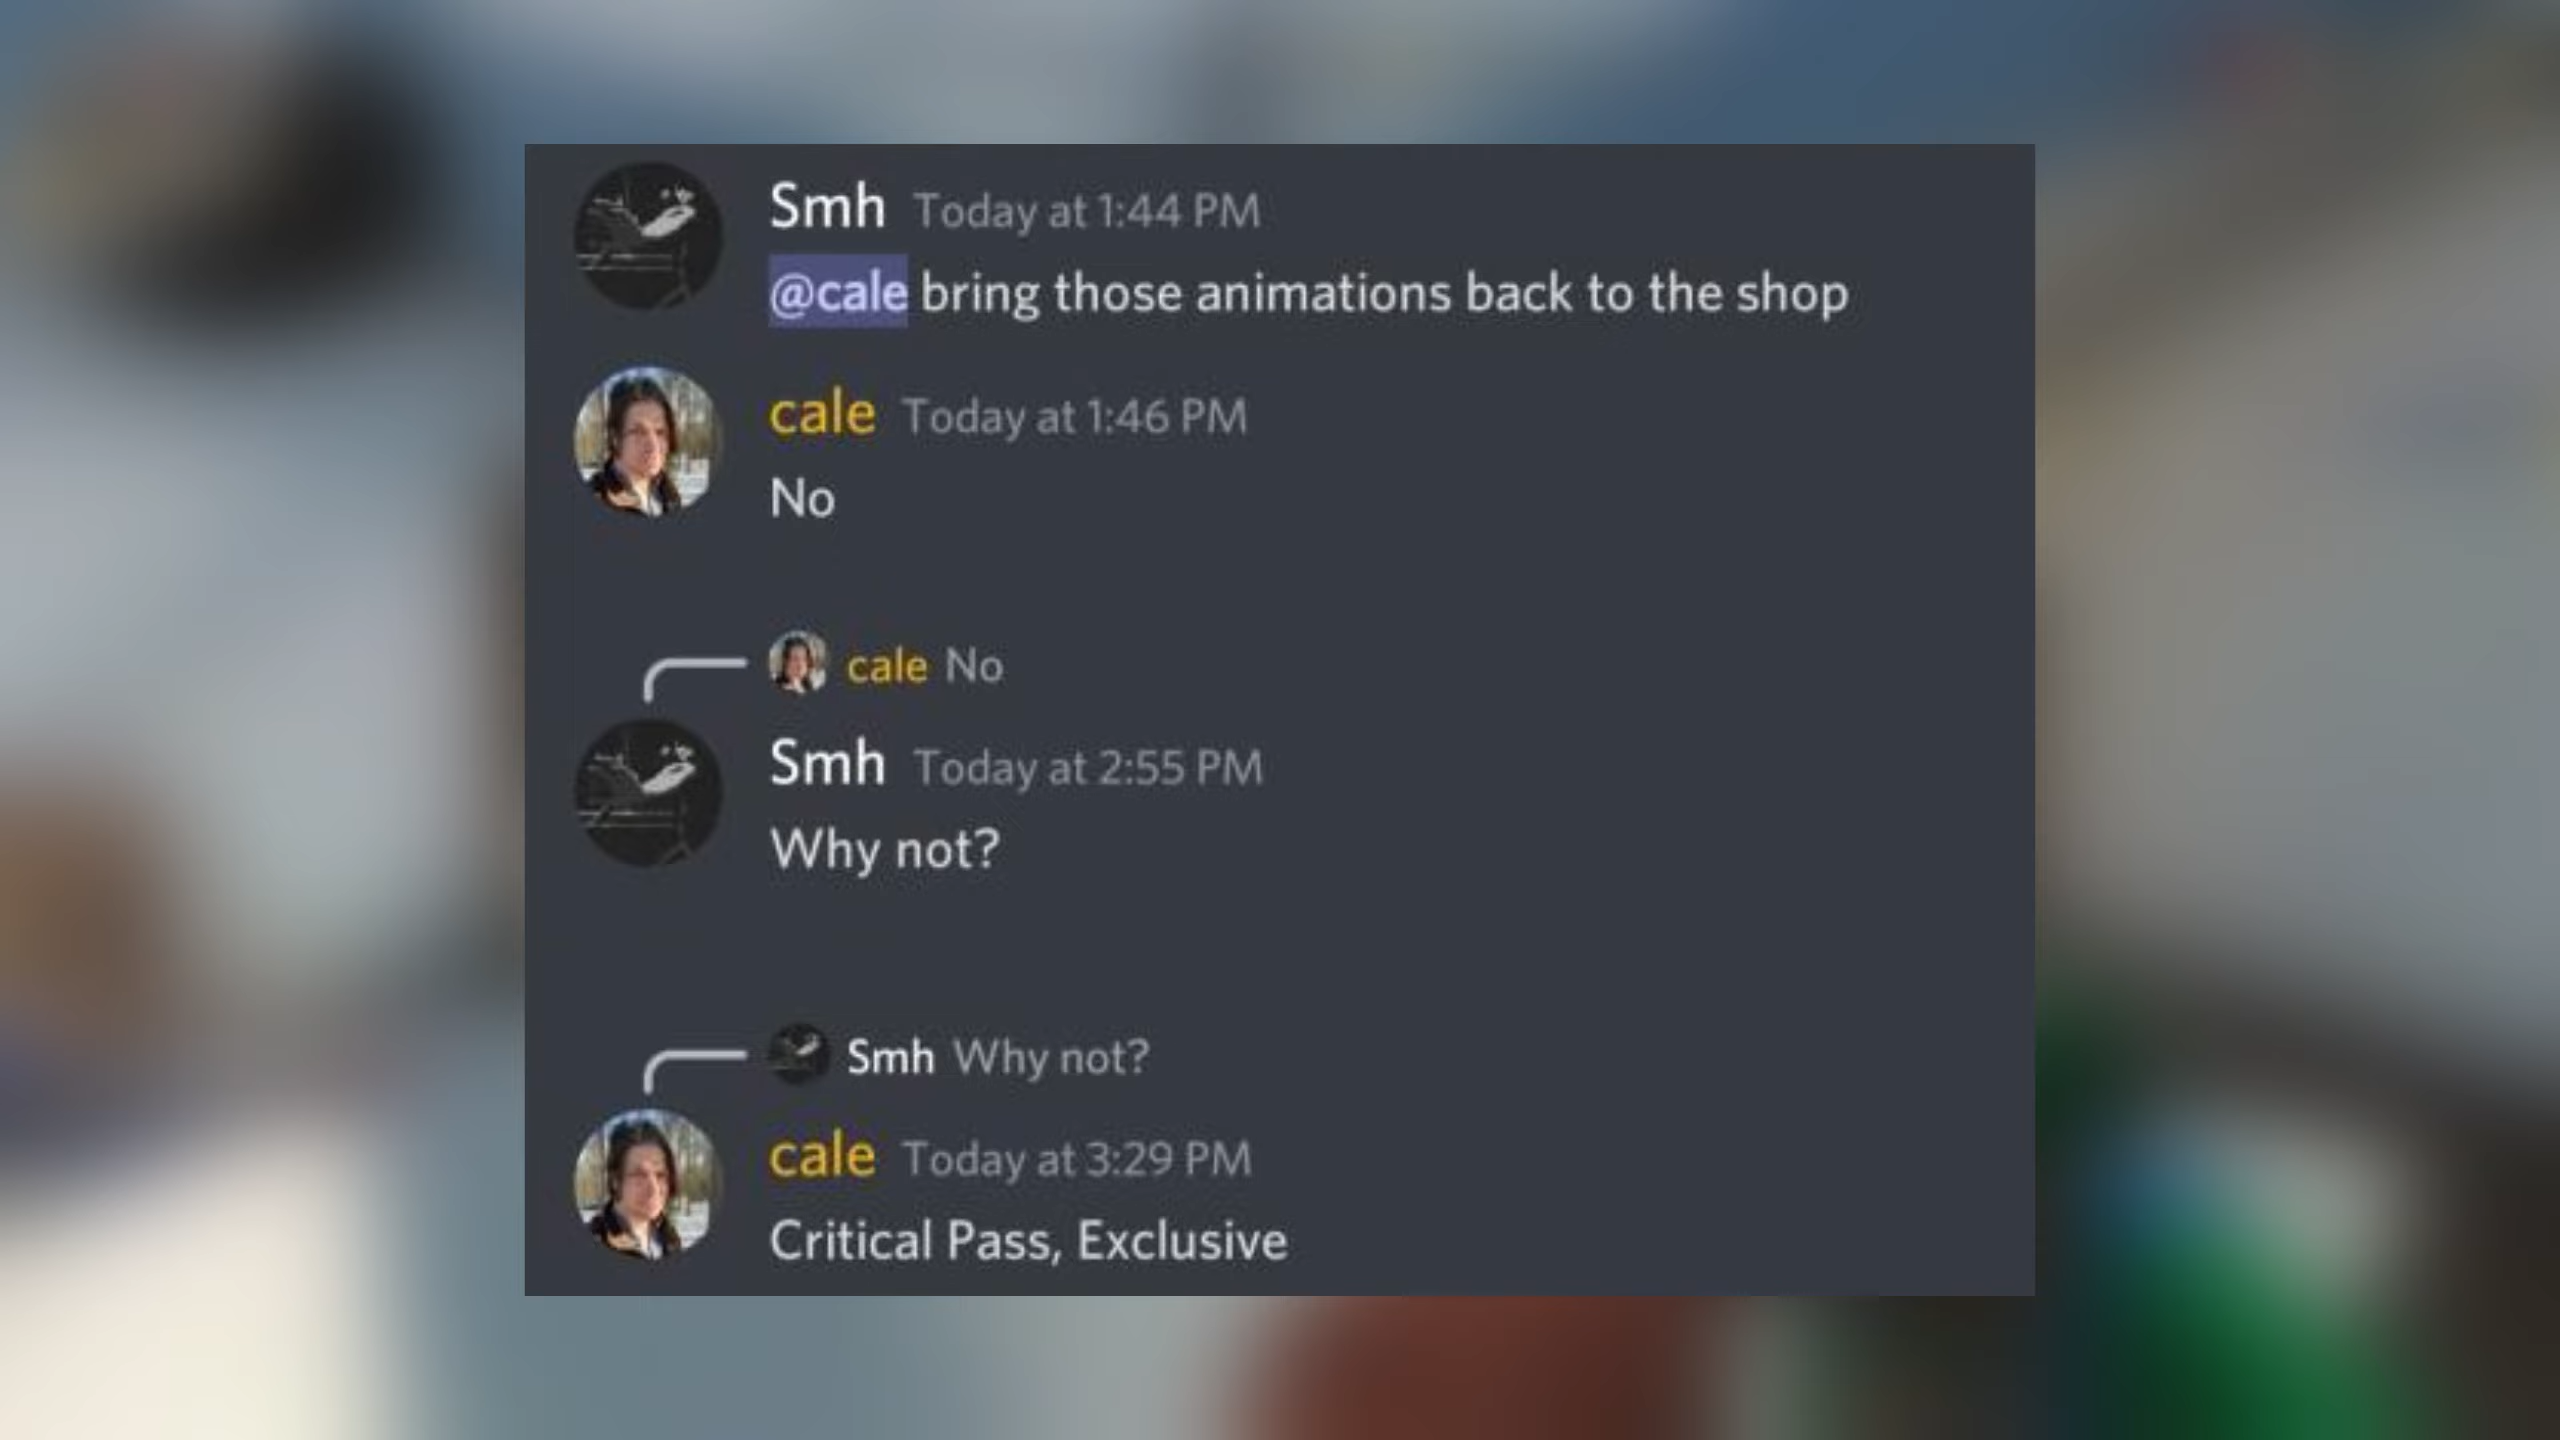 Smh Today at 1:44 PM
@cale bring those animations back to the shop
cale Today at 1:46 PM
No
cale No
Smh Today at 2:55 PM
Why not?
Smh Why not?
cale Today at 3:29 PM
Critical Pass, Exclusive